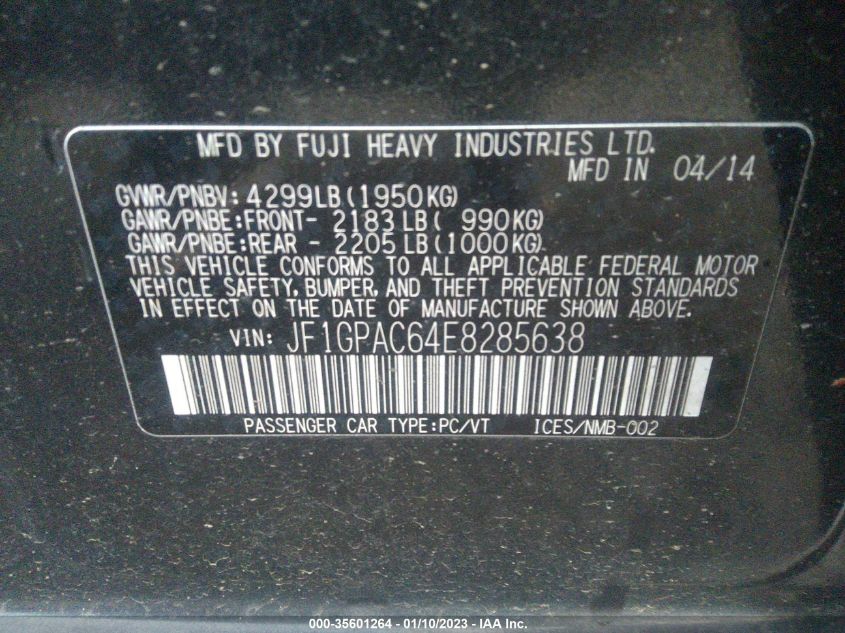 MFD BY FUJI HEAVY INDUSTRIES LTD.
MFD IN 04/14
GVWR/PNBV: 4299LB(1950KG)
GAWR/PNBE:FRONT- 2183LB( 990KG)
GAWR/PNBE:REAR - 2205LB(1000KG)
THIS VEHICLE CONFORMS TO ALL APPLICABLE FEDERAL MOTOR
VEHICLE SAFETY, BUMPER, AND THEFT PREVENTION STANDARDS
IN EFFECT ON THE DATE OF MANUFACTURE SHOWN ABOVE.
VIN: JF1GPAC64E8285638
PASSENGER CAR TYPE:PC/VT ICES/NMB-002
000-35601264 - 01/10/2023 - IAA Inc.